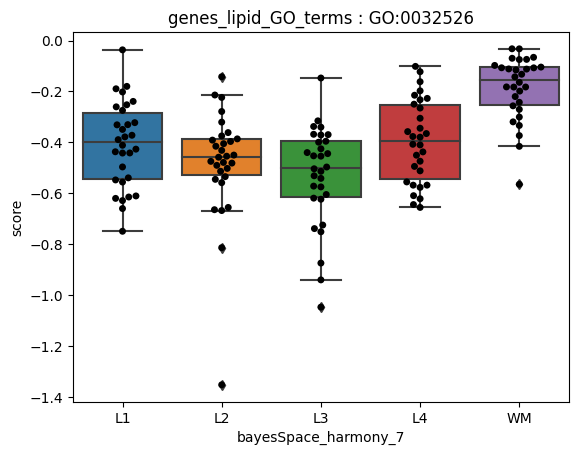 genes_lipid_GO_terms : GO:0032526
0.0
−0.2
−0.4
−0.6
−0.8
−1.0
−1.2
−1.4
score
L1 L2 L3 L4 WM
bayesSpace_harmony_7